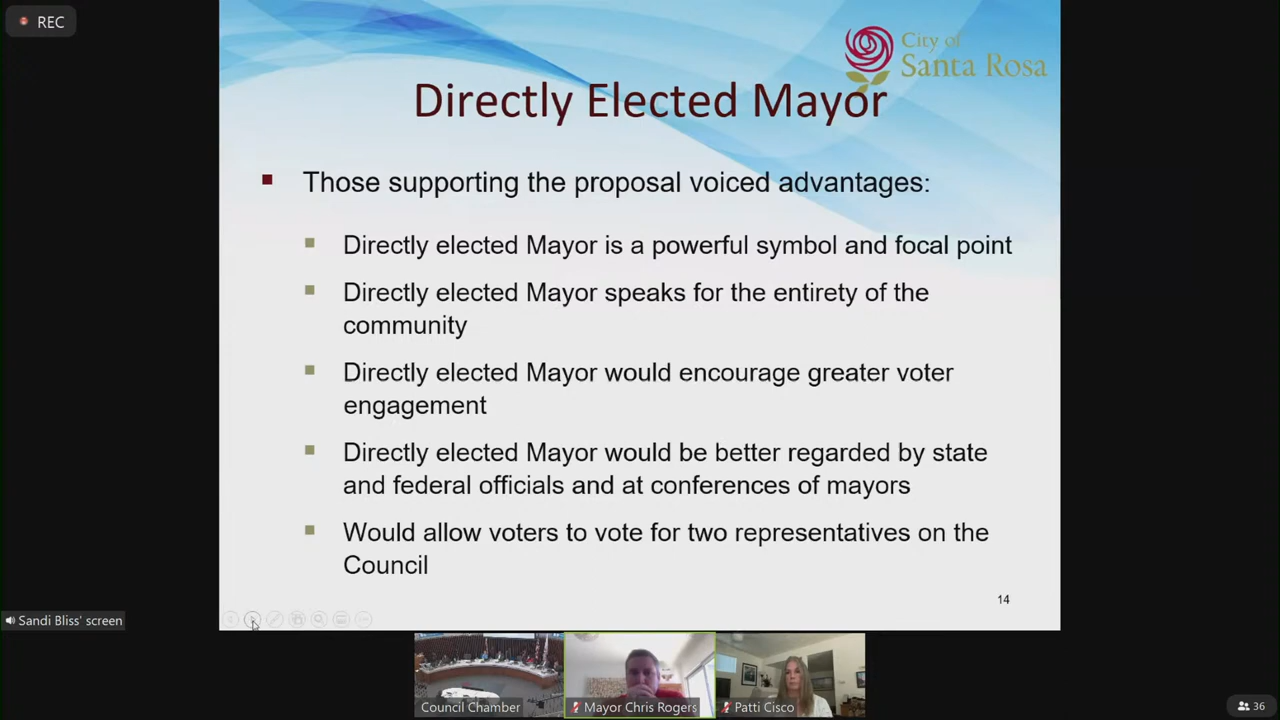 REC
City of
Santa Rosa
Directly Elected Mayor
Those supporting the proposal voiced advantages:
Directly elected Mayor is a powerful symbol and focal point
Directly elected Mayor speaks for the entirety of the
community
Directly elected Mayor would encourage greater voter
engagement
Directly elected Mayor would be better regarded by state
and federal officials and at conferences of mayors
Would allow voters to vote for two representatives on the
Council
14
Sandi Bliss' screen
Council Chamber
Mayor Chris Rogers
Patti Cisco
36